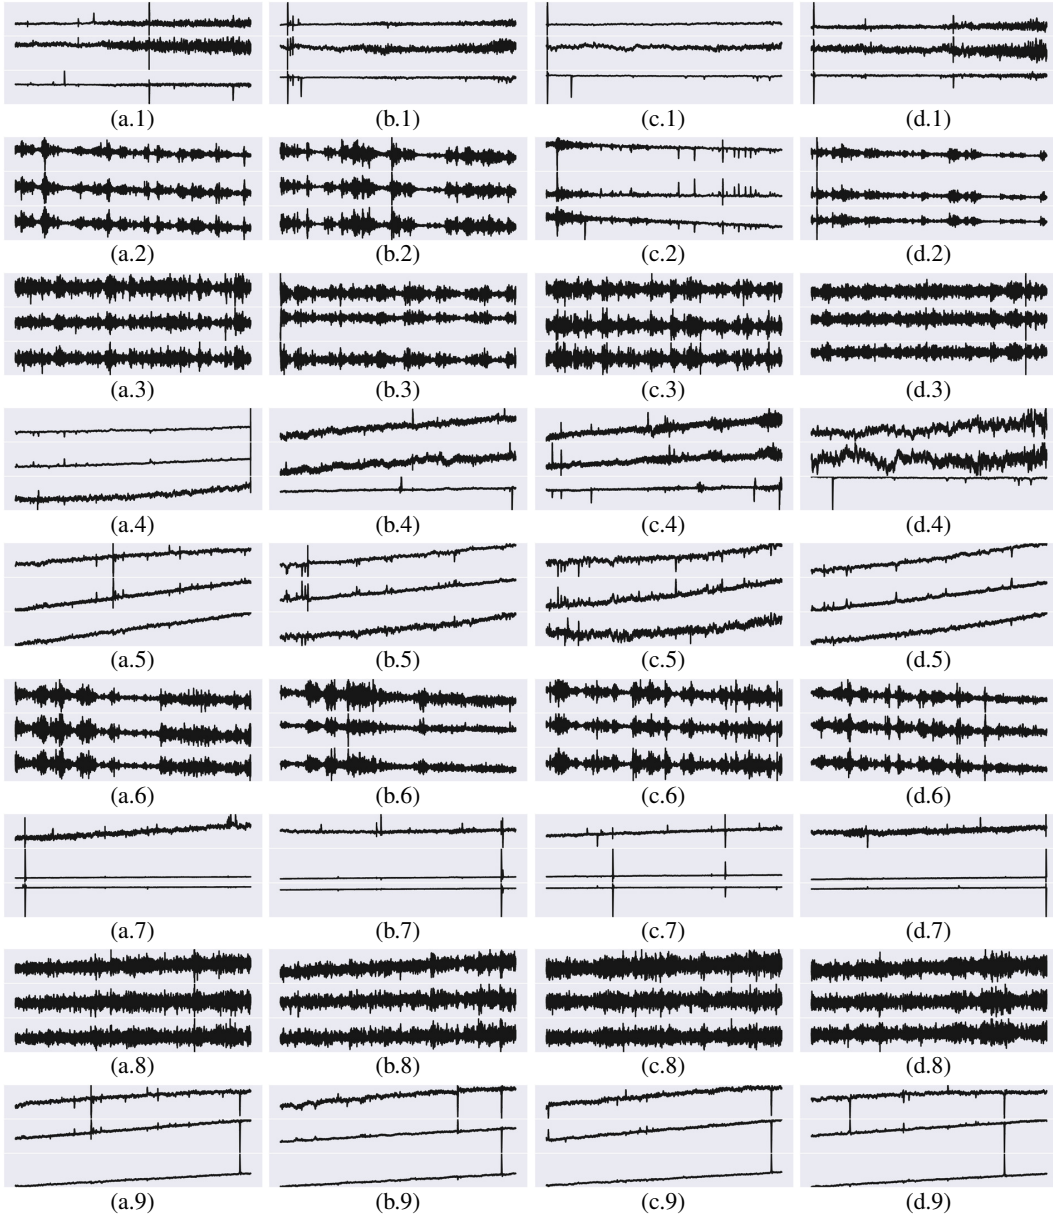 (a.1) (b.1) (c.1) (d.1)
(a.2) (b.2) (c.2) (d.2)
(a.3) (b.3) (c.3) (d.3)
(a.4) (b.4) (c.4) (d.4)
(a.5) (b.5) (c.5) (d.5)
(a.6) (b.6) (c.6) (d.6)
(a.7) (b.7) (c.7) (d.7)
(a.8) (b.8) (c.8) (d.8)
(a.9) (b.9) (c.9) (d.9)